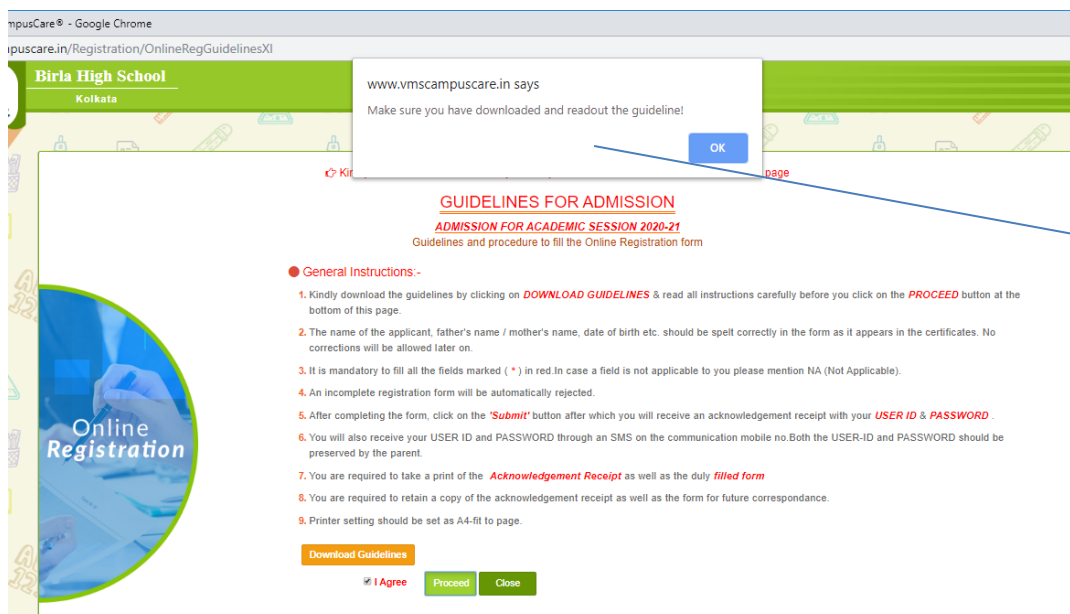 CampusCare® - Google Chrome
/Registration/OnlineRegGuidelinesXI
Birla High School
Kolkata
www.vmscampuscare.in says
Make sure you have downloaded and readout the guideline!
OK
page
GUIDELINES FOR ADMISSION
ADMISSION FOR ACADEMIC SESSION 2020-21
Guidelines and procedure to fill the Online Registration form
General Instructions:-
1. Kindly download the guidelines by clicking on DOWNLOAD GUIDELINES & read all instructions carefully before you click on the PROCEED button at the
bottom of this page.
2. The name of the applicant, father's name / mother's name, date of birth etc. should be spelt correctly in the form as it appears in the certificates. No
corrections will be allowed later on.
3. It is mandatory to fill all the fields marked ( * ) in red.In case a field is not applicable to you please mention NA (Not Applicable).
4. An incomplete registration form will be automatically rejected.
5. After completing the form, click on the 'Submit' button after which you will receive an acknowledgement receipt with your USER ID & PASSWORD .
6. You will also receive your USER ID and PASSWORD through an SMS on the communication mobile no.Both the USER-ID and PASSWORD should be
preserved by the parent.
7. You are required to take a print of the Acknowledgement Receipt as well as the duly filled form
8. You are required to retain a copy of the acknowledgement receipt as well as the form for future correspondance.
9. Printer setting should be set as A4-fit to page.
Download Guidelines
I Agree Proceed Close
Online
Registration